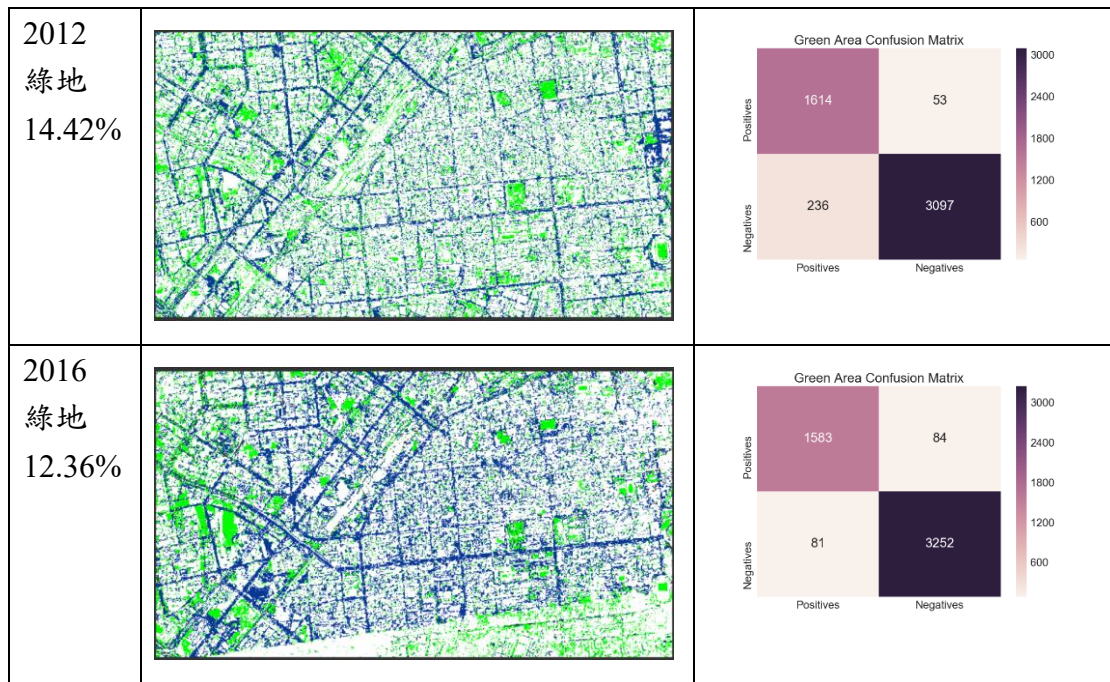 2012
綠地
14.42%
Green Area Confusion Matrix
Positives
Negatives
1614
53
236
3097
Positives
Negatives
3000
2400
1800
1200
600
2016
綠地
12.36%
Green Area Confusion Matrix
Positives
Negatives
1583
84
81
3252
Positives
Negatives
3000
2400
1800
1200
600